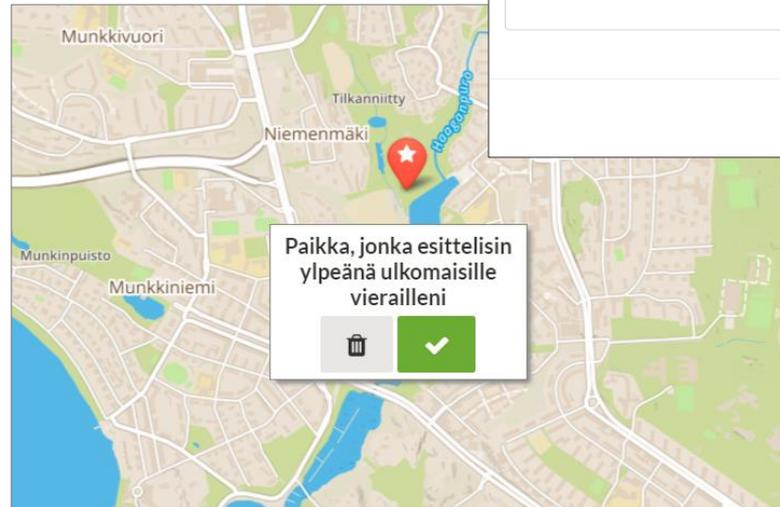 Munkkivuori
Tilkanniitty
Haaganpuro
Niemenmäki
Paikka, jonka esittelisin
ylpeänä ulkomaisille
vierailleni
Munkinpuisto
Munkkiniemi